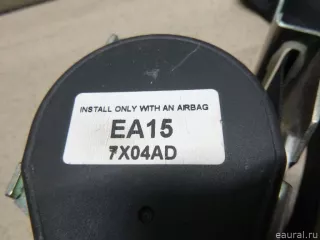 INSTALL ONLY WITH AN AIRBAG
EA15
7X04AD
eaural.ru